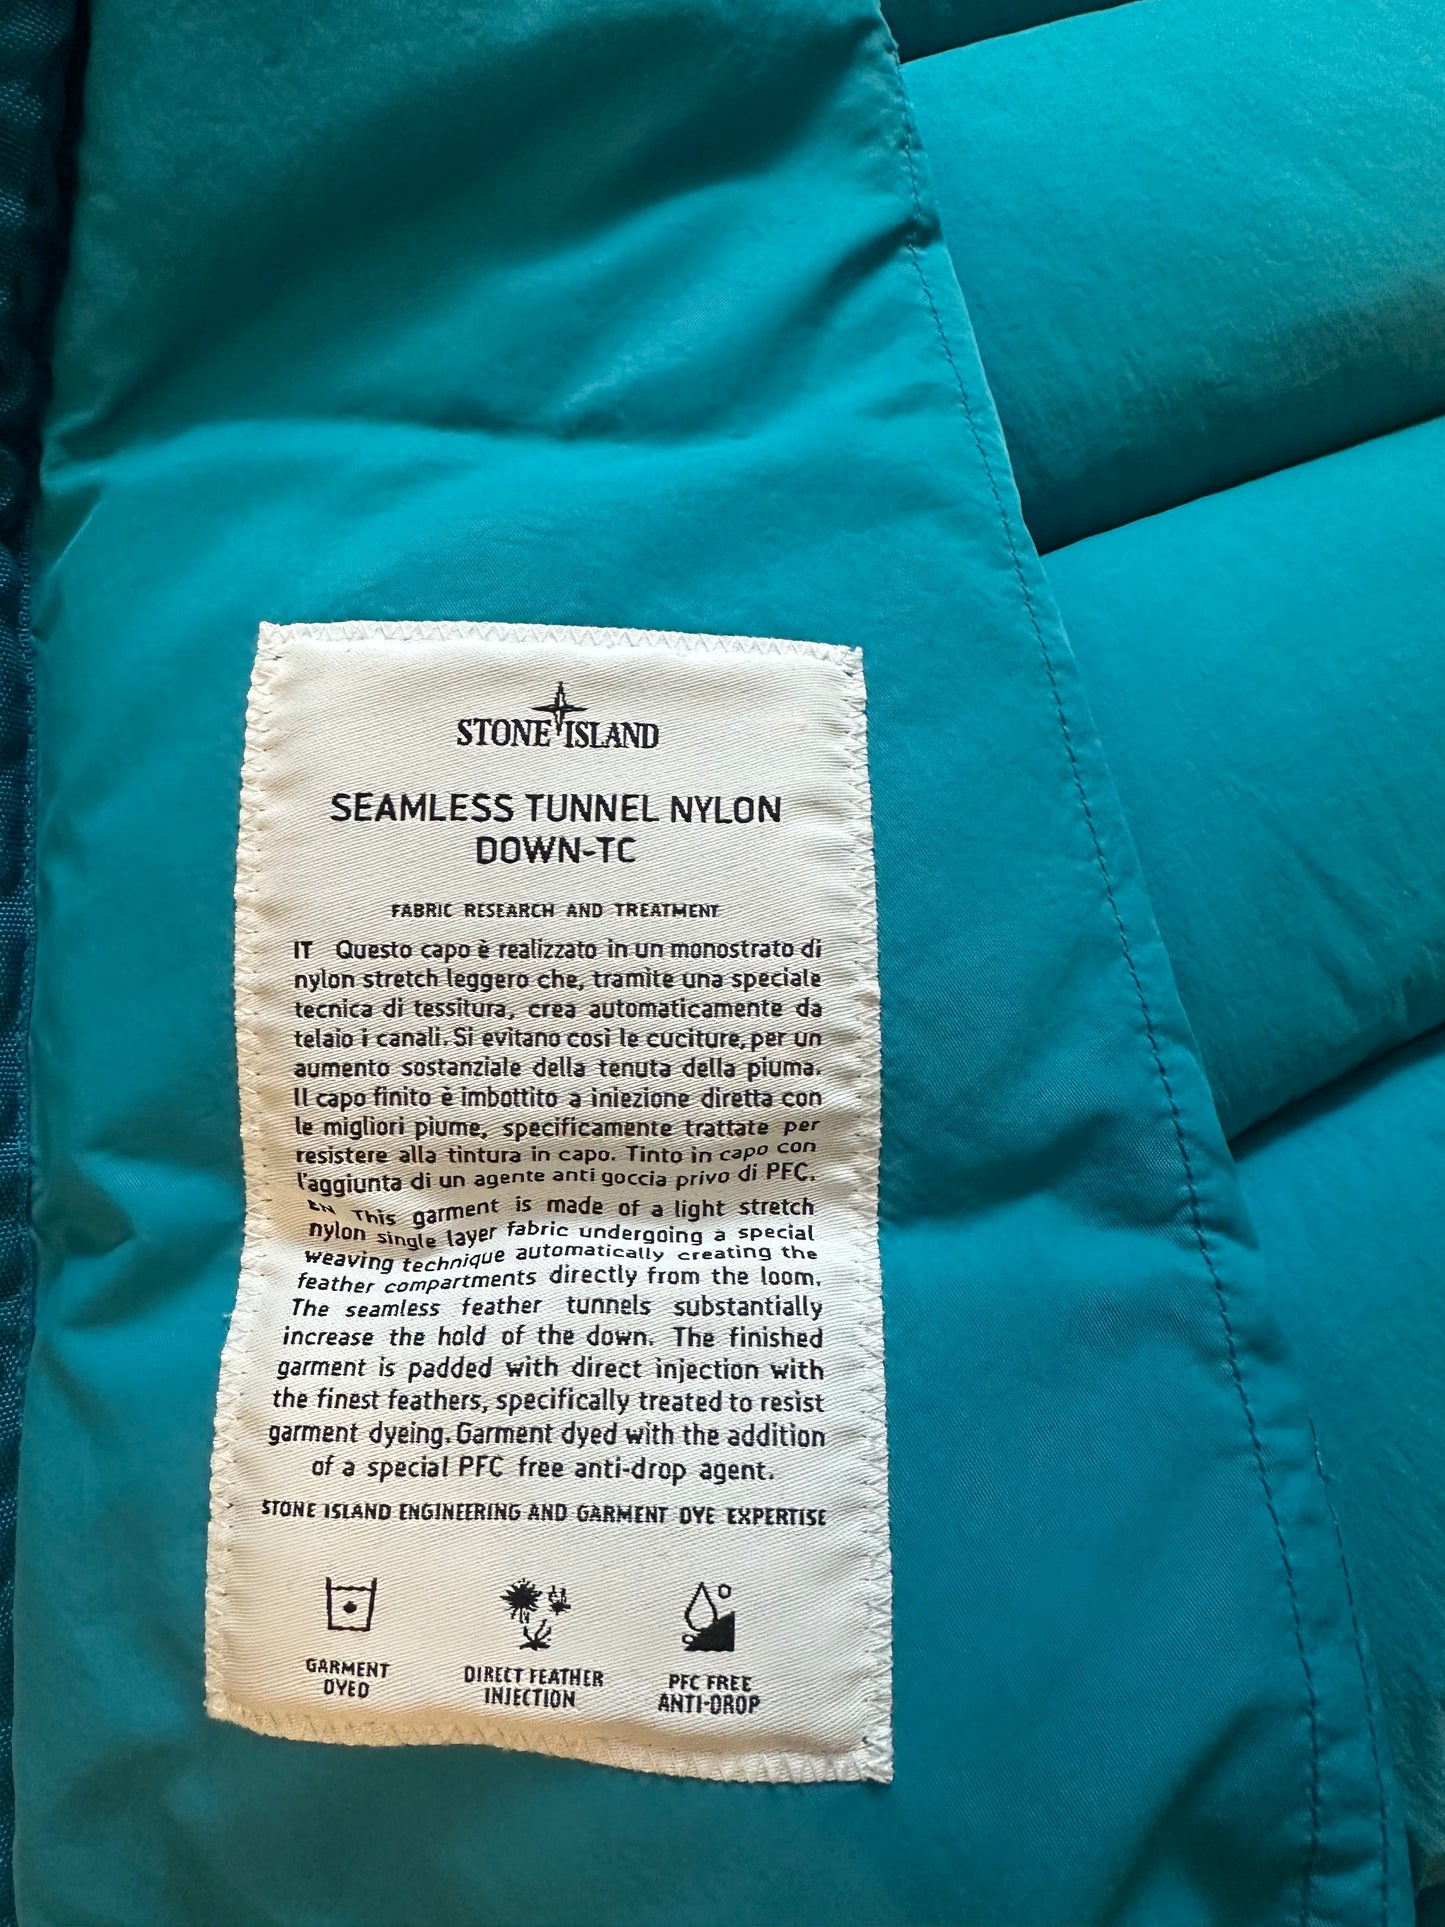 STONE ISLAND
SEAMLESS TUNNEL NYLON
DOWN-TC
FABRIC RESEARCH AND TREATMENT
IT Questo capo è realizzato in un monostrato di
nylon stretch leggero che, tramite una speciale
tecnica di tessitura, crea automaticamente da
telaio i canali. Si evitano così le cuciture, per un
aumento sostanziale della tenuta della piuma.
Il capo finito è imbottito a iniezione diretta con
le migliori piume, specificamente trattate per
resistere alla tintura in capo. Tinto in capo con
l'aggiunta di un agente anti goccia privo di PFC.
EN This garment is made of a light stretch
nylon single layer fabric undergoing a special
weaving technique automatically creating the
feather compartments directly from the loom.
The seamless feather tunnels substantially
increase the hold of the down. The finished
garment is padded with direct injection with
the finest feathers, specifically treated to resist
garment dyeing. Garment dyed with the addition
of a special PFC free anti-drop agent.
STONE ISLAND ENGINEERING AND GARMENT DYE EXPERTISE
GARMENT
DYED
DIRECT FEATHER
INJECTION
PFC FREE
ANTI-DROP